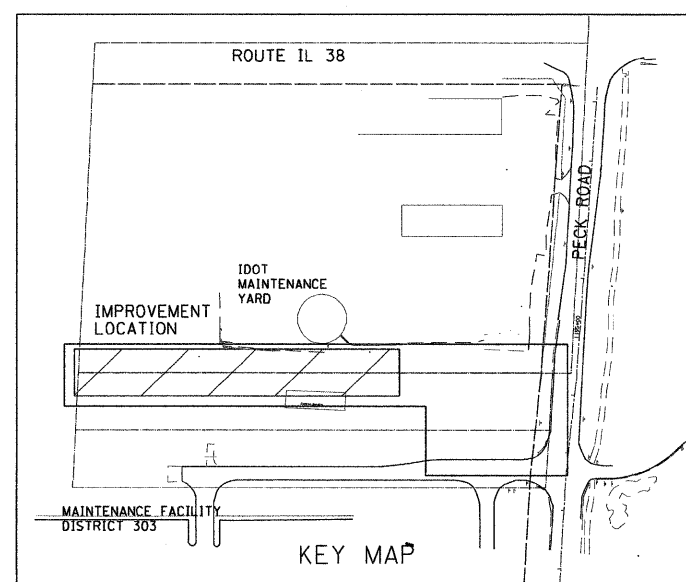 ROUTE IL 38
PECK ROAD
IDOT
MAINTENANCE
YARD
IMPROVEMENT
LOCATION
MAINTENANCE FACILITY
DISTRICT 303
KEY MAP